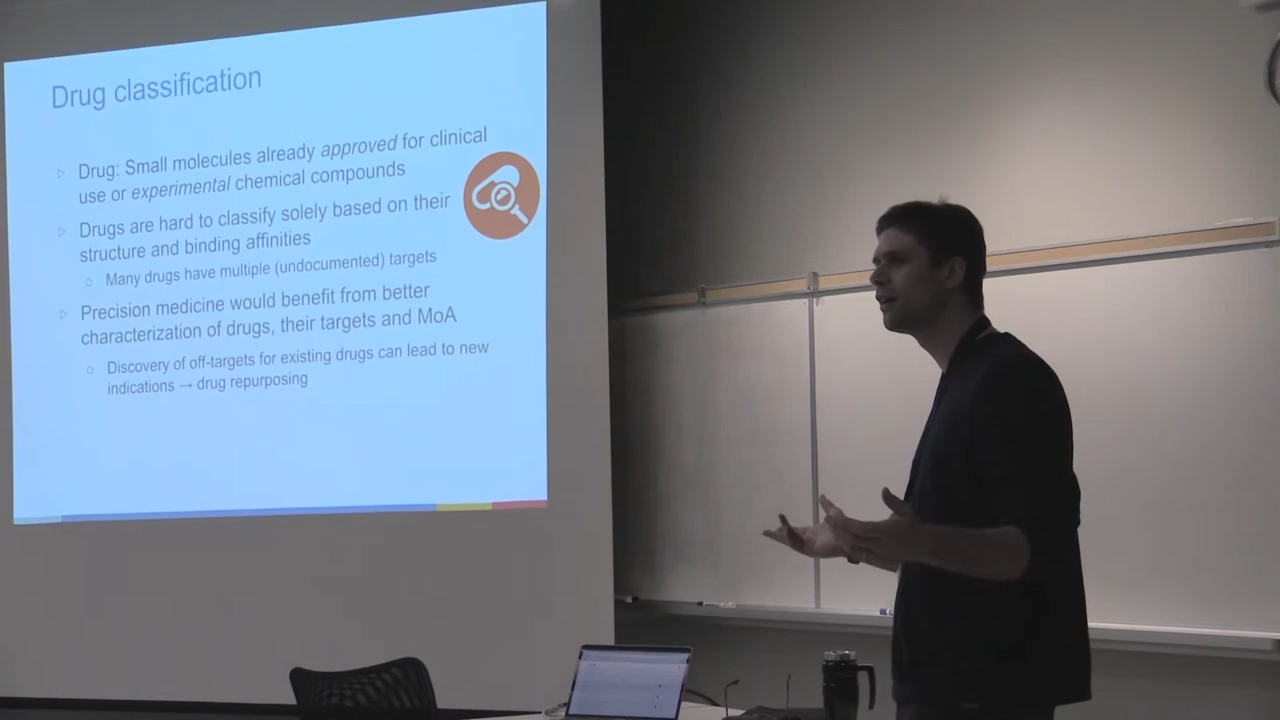 Drug classification
Drug: Small molecules already approved for clinical
use or experimental chemical compounds
Drugs are hard to classify solely based on their
structure and binding affinities
Many drugs have multiple (undocumented) targets
Precision medicine would benefit from better
characterization of drugs, their targets and MoA
Discovery of off-targets for existing drugs can lead to new
indications → drug repurposing